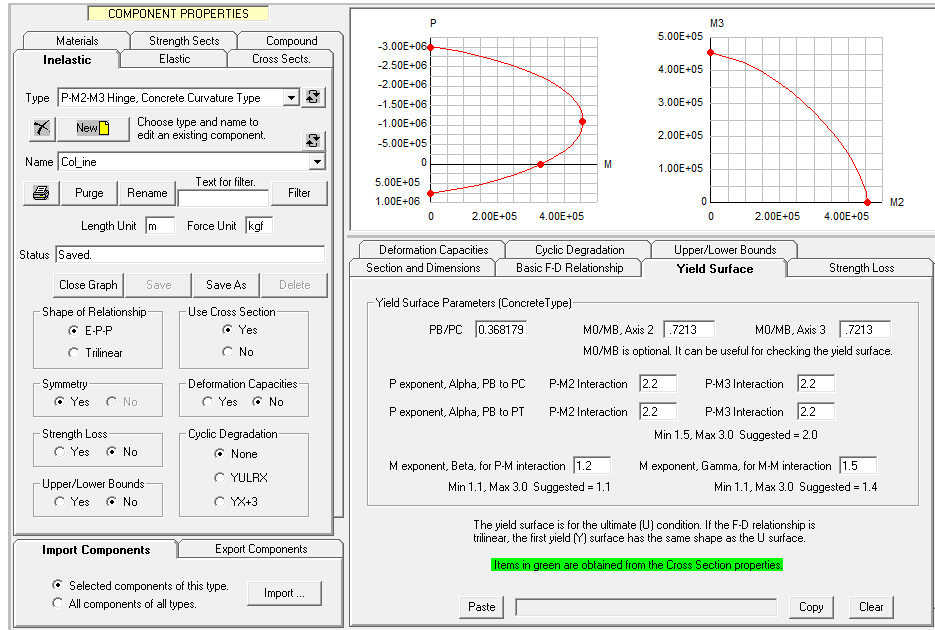 COMPONENT PROPERTIES
Materials
Strength Sects
Compound
Inelastic
Elastic
Cross Sects.
Type
P-M2-M3 Hinge, Concrete Curvature Type
New
Choose type and name to
edit an existing component.
Name
Col_ine
Purge
Rename
Text for filter.
Filter
Length Unit
m
Force Unit
kgf
Status
Saved.
Close Graph
Save
Save As
Delete
Shape of Relationship
E-P-P
Trilinear
Use Cross Section
Yes
No
Symmetry
Yes
No
Deformation Capacities
Yes
No
Strength Loss
Yes
No
Cyclic Degradation
None
YULRX
YX+3
Upper/Lower Bounds
Yes
No
Import Components
Export Components
Selected components of this type.
All components of all types.
Import ...
P
-3.00E+06
-2.50E+06
-2.00E+06
-1.50E+06
-1.00E+06
-5.00E+05
0
5.00E+05
1.00E+06
M
0
2.00E+05
4.00E+05
M3
5.00E+05
4.00E+05
3.00E+05
2.00E+05
1.00E+05
0
M2
0
2.00E+05
4.00E+05
Deformation Capacities
Cyclic Degradation
Upper/Lower Bounds
Section and Dimensions
Basic F-D Relationship
Yield Surface
Strength Loss
Yield Surface Parameters (ConcreteType)
PB/PC
0.368179
M0/MB, Axis 2
.7213
M0/MB, Axis 3
.7213
M0/MB is optional. It can be useful for checking the yield surface.
P exponent, Alpha, PB to PC
P-M2 Interaction
2.2
P-M3 Interaction
2.2
P exponent, Alpha, PB to PT
P-M2 Interaction
2.2
P-M3 Interaction
2.2
Min 1.5, Max 3.0 Suggested = 2.0
M exponent, Beta, for P-M interaction
1.2
M exponent, Gamma, for M-M interaction
1.5
Min 1.1, Max 3.0 Suggested = 1.1
Min 1.1, Max 3.0 Suggested = 1.4
The yield surface is for the ultimate (U) condition. If the F-D relationship is
trilinear, the first yield (Y) surface has the same shape as the U surface.
Items in green are obtained from the Cross Section properties.
Paste
Copy
Clear